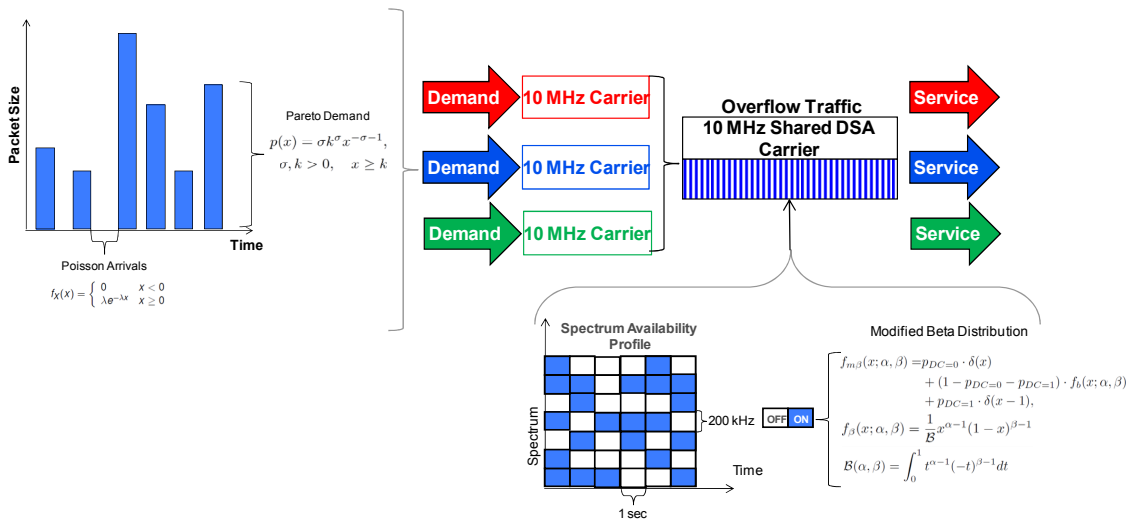 Packet Size
Time
Poisson Arrivals
f_X(x) = { 0 x < 0
λe^{-λx} x ≥ 0
Pareto Demand
p(x) = σk^σ x^{-σ-1},
σ, k > 0, x ≥ k
Demand
10 MHz Carrier
Demand
10 MHz Carrier
Demand
10 MHz Carrier
Overflow Traffic
10 MHz Shared DSA
Carrier
Service
Service
Service
Spectrum Availability
Profile
Spectrum
Time
200 kHz
1 sec
OFF ON
Modified Beta Distribution
f_{mβ}(x; α, β) =p_{DC=0} · δ(x)
+ (1 - p_{DC=0} - p_{DC=1}) · f_b(x; α, β)
+ p_{DC=1} · δ(x - 1),
f_β(x; α, β) = \frac{1}{ℬ} x^{α-1}(1 - x)^{β-1}
ℬ(α, β) = ∫_0^1 t^{α-1}(-t)^{β-1} dt